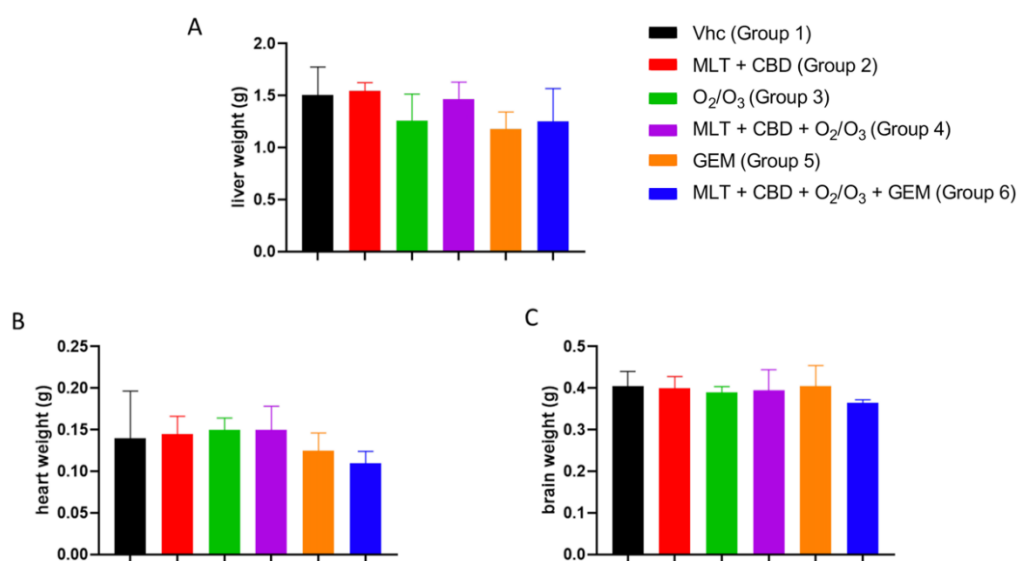 A
2.0
1.5
1.0
0.5
0.0
liver weight (g)
Vhc (Group 1)
MLT + CBD (Group 2)
O₂/O₃ (Group 3)
MLT + CBD + O₂/O₃ (Group 4)
GEM (Group 5)
MLT + CBD + O₂/O₃ + GEM (Group 6)
B
0.25
0.20
0.15
0.10
0.05
0.00
heart weight (g)
C
0.5
0.4
0.3
0.2
0.1
0.0
brain weight (g)